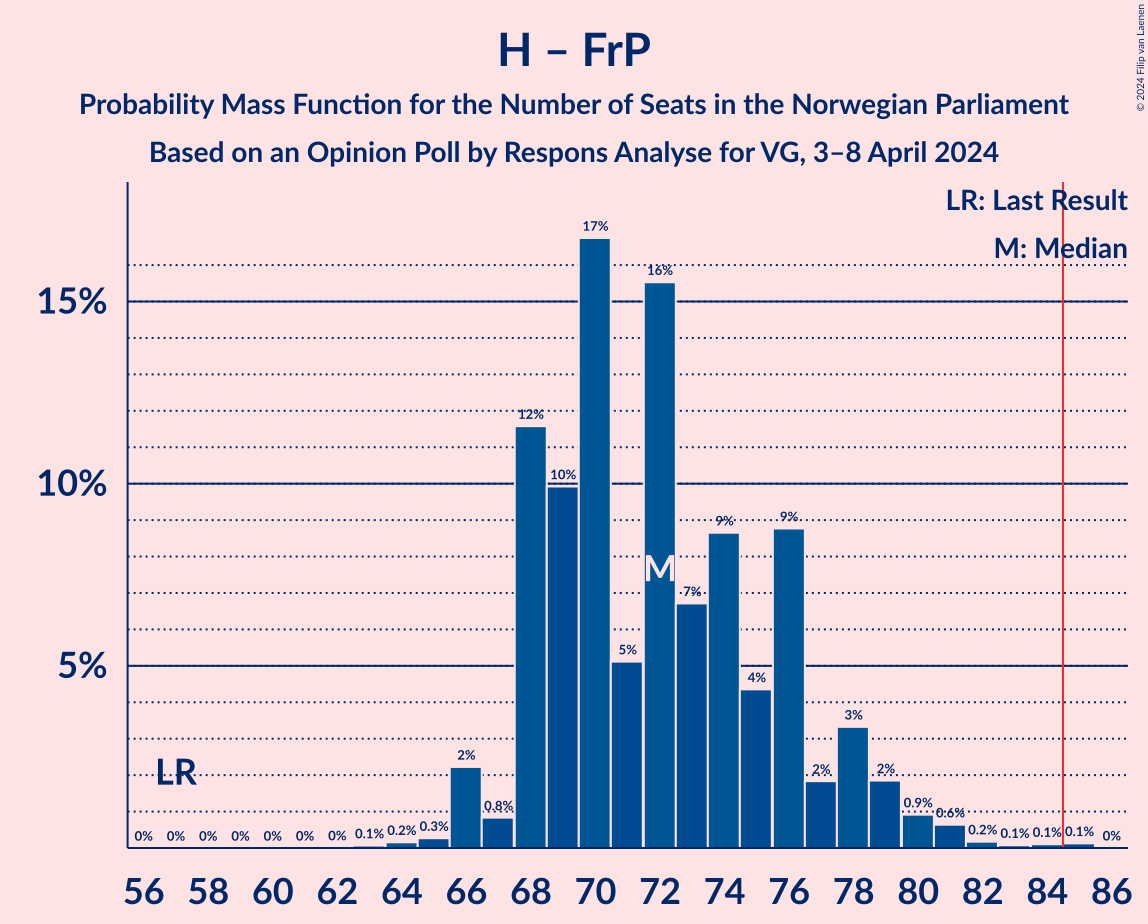 H – FrP
Probability Mass Function for the Number of Seats in the Norwegian Parliament
Based on an Opinion Poll by Respons Analyse for VG, 3–8 April 2024
© 2024 Filip van Laenen
LR: Last Result
M: Median
15%
10%
5%
17%
16%
12%
10%
9%
9%
M
7%
5%
4%
3%
2%
LR
2%
2%
0.8%
0.9%
0.6%
0% 0% 0% 0% 0% 0% 0% 0.1% 0.2% 0.3% 0.2% 0.1% 0.1% 0.1% 0%
56 58 60 62 64 66 68 70 72 74 76 78 80 82 84 86